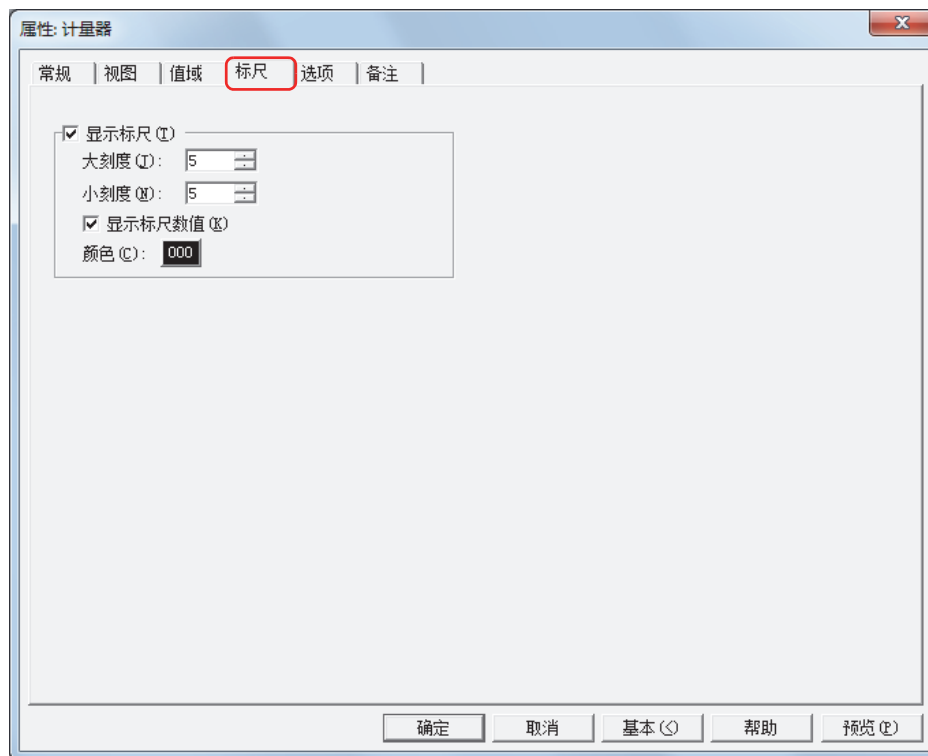 属性: 计量器
常规 视图 值域 标尺 选项 备注
显示标尺(T)
大刻度(J): 5
小刻度(N): 5
显示标尺数值(K)
颜色(C): 000
确定 取消 基本(<) 帮助 预览(P)